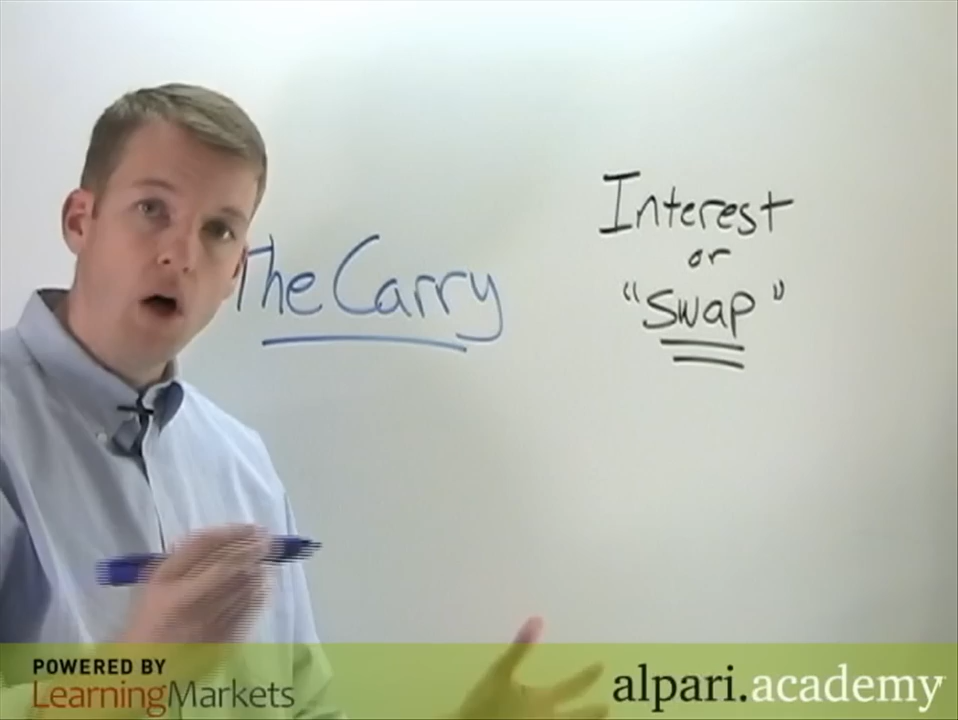 The Carry
Interest
or
"Swap"
POWERED BY
LearningMarkets
alpari.academy